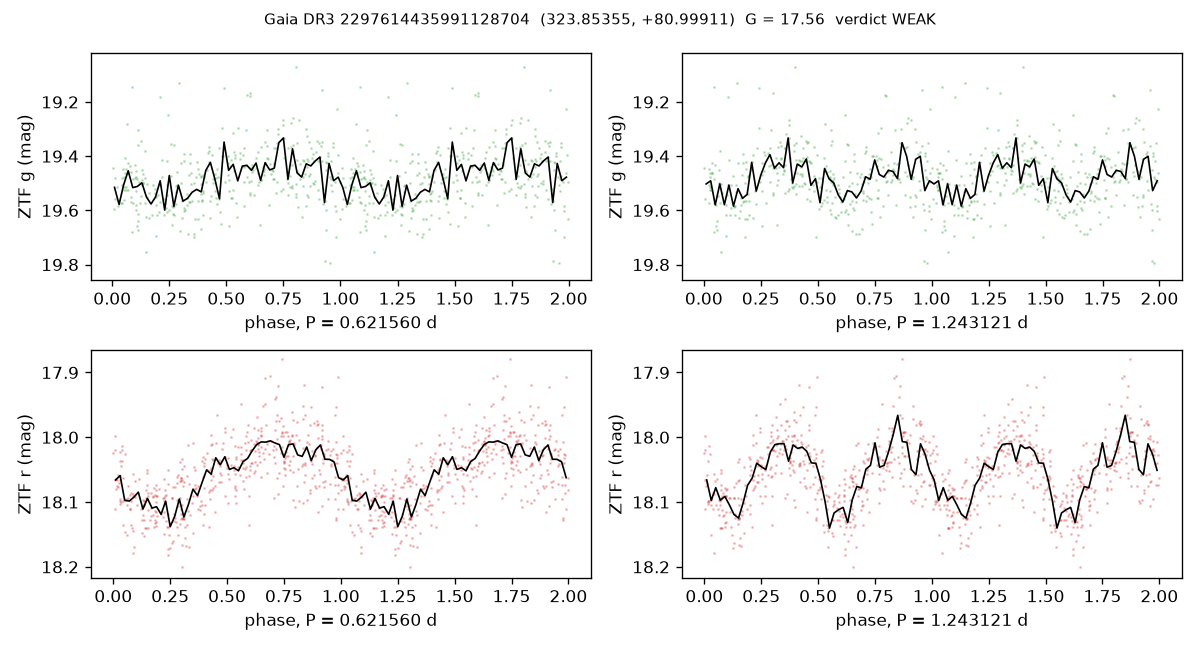 Gaia DR3 2297614435991128704 (323.85355, +80.99911) G = 17.56 verdict WEAK
ZTF g (mag)
19.2
19.4
19.6
19.8
0.00 0.25 0.50 0.75 1.00 1.25 1.50 1.75 2.00
phase, P = 0.621560 d
ZTF g (mag)
19.2
19.4
19.6
19.8
0.00 0.25 0.50 0.75 1.00 1.25 1.50 1.75 2.00
phase, P = 1.243121 d
ZTF r (mag)
17.9
18.0
18.1
18.2
0.00 0.25 0.50 0.75 1.00 1.25 1.50 1.75 2.00
phase, P = 0.621560 d
ZTF r (mag)
17.9
18.0
18.1
18.2
0.00 0.25 0.50 0.75 1.00 1.25 1.50 1.75 2.00
phase, P = 1.243121 d